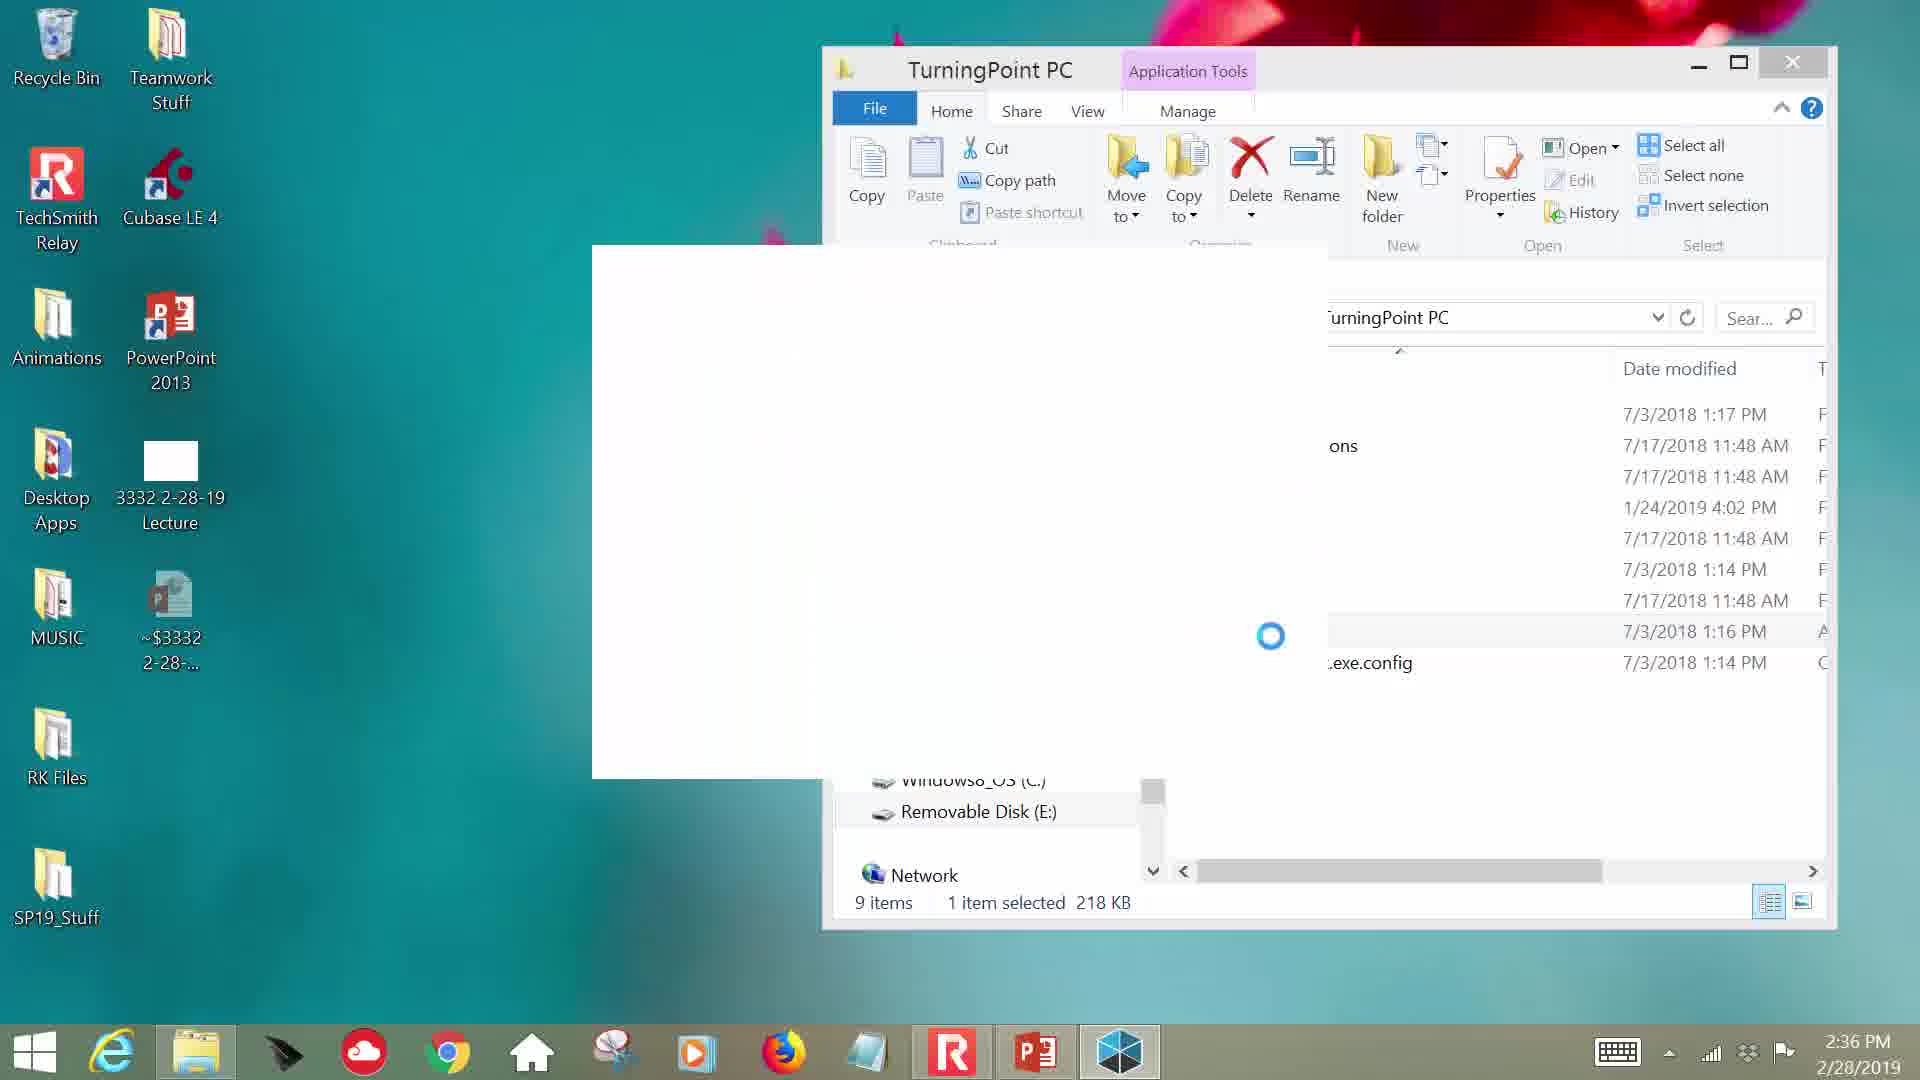 Recycle Bin
Teamwork
Stuff
TechSmith
Relay
Cubase LE 4
Animations
PowerPoint
2013
Desktop
Apps
3332 2-28-19
Lecture
MUSIC
~$3332
2-28-...
RK Files
SP19_Stuff
TurningPoint PC
Application Tools
File
Home
Share
View
Manage
Copy
Paste
Cut
Copy path
Paste shortcut
Move
to
Copy
to
Delete
Rename
New
folder
Properties
Open
Edit
History
Select all
Select none
Invert selection
Clipboard
Organize
New
Open
Select
TurningPoint PC
Sear...
Date modified
T
7/3/2018 1:17 PM
F
ons
7/17/2018 11:48 AM
F
7/17/2018 11:48 AM
F
1/24/2019 4:02 PM
F
7/17/2018 11:48 AM
F
7/3/2018 1:14 PM
F
7/17/2018 11:48 AM
F
7/3/2018 1:16 PM
A
.exe.config
7/3/2018 1:14 PM
C
Windows8_OS (C:)
Removable Disk (E:)
Network
9 items
1 item selected 218 KB
2:36 PM
2/28/2019